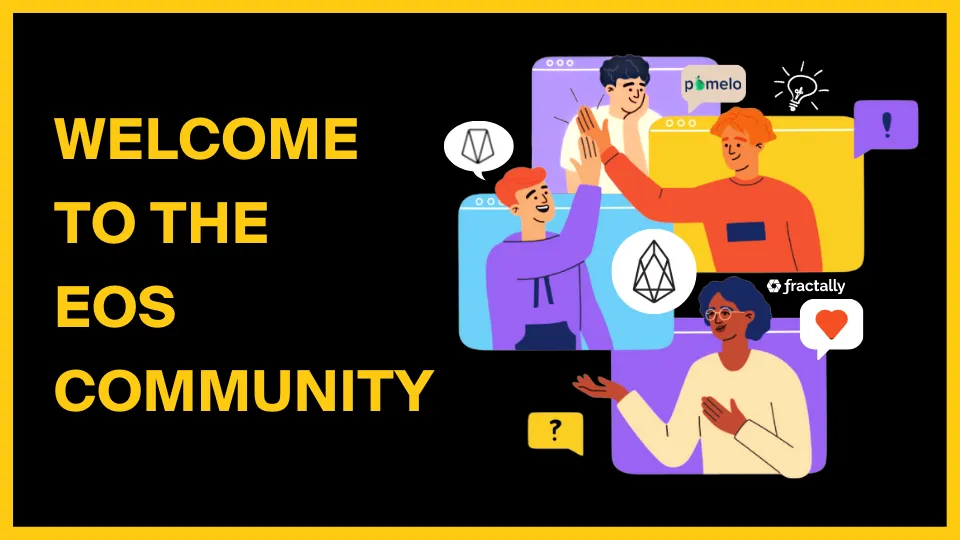 WELCOME
TO THE
EOS
COMMUNITY
pomelo
!
fractally
?